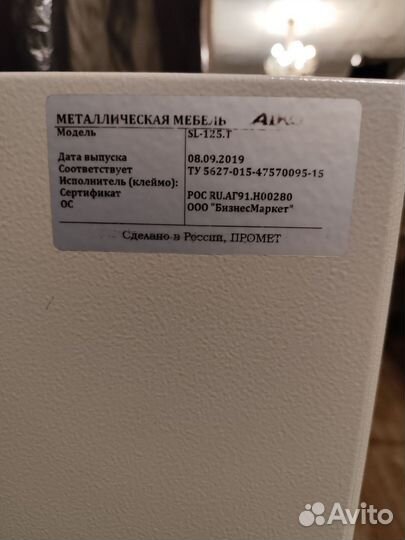 МЕТАЛЛИЧЕСКАЯ МЕБЕЛЬ AIKO
Модель SL-125.T
Дата выпуска 08.09.2019
Соответствует ТУ 5627-015-47570095-15
Исполнитель (клеймо):
Сертификат РОС RU.АГ91.Н00280
ОС ООО "БизнесМаркет"
Сделано в России, ПРОМЕТ
Avito